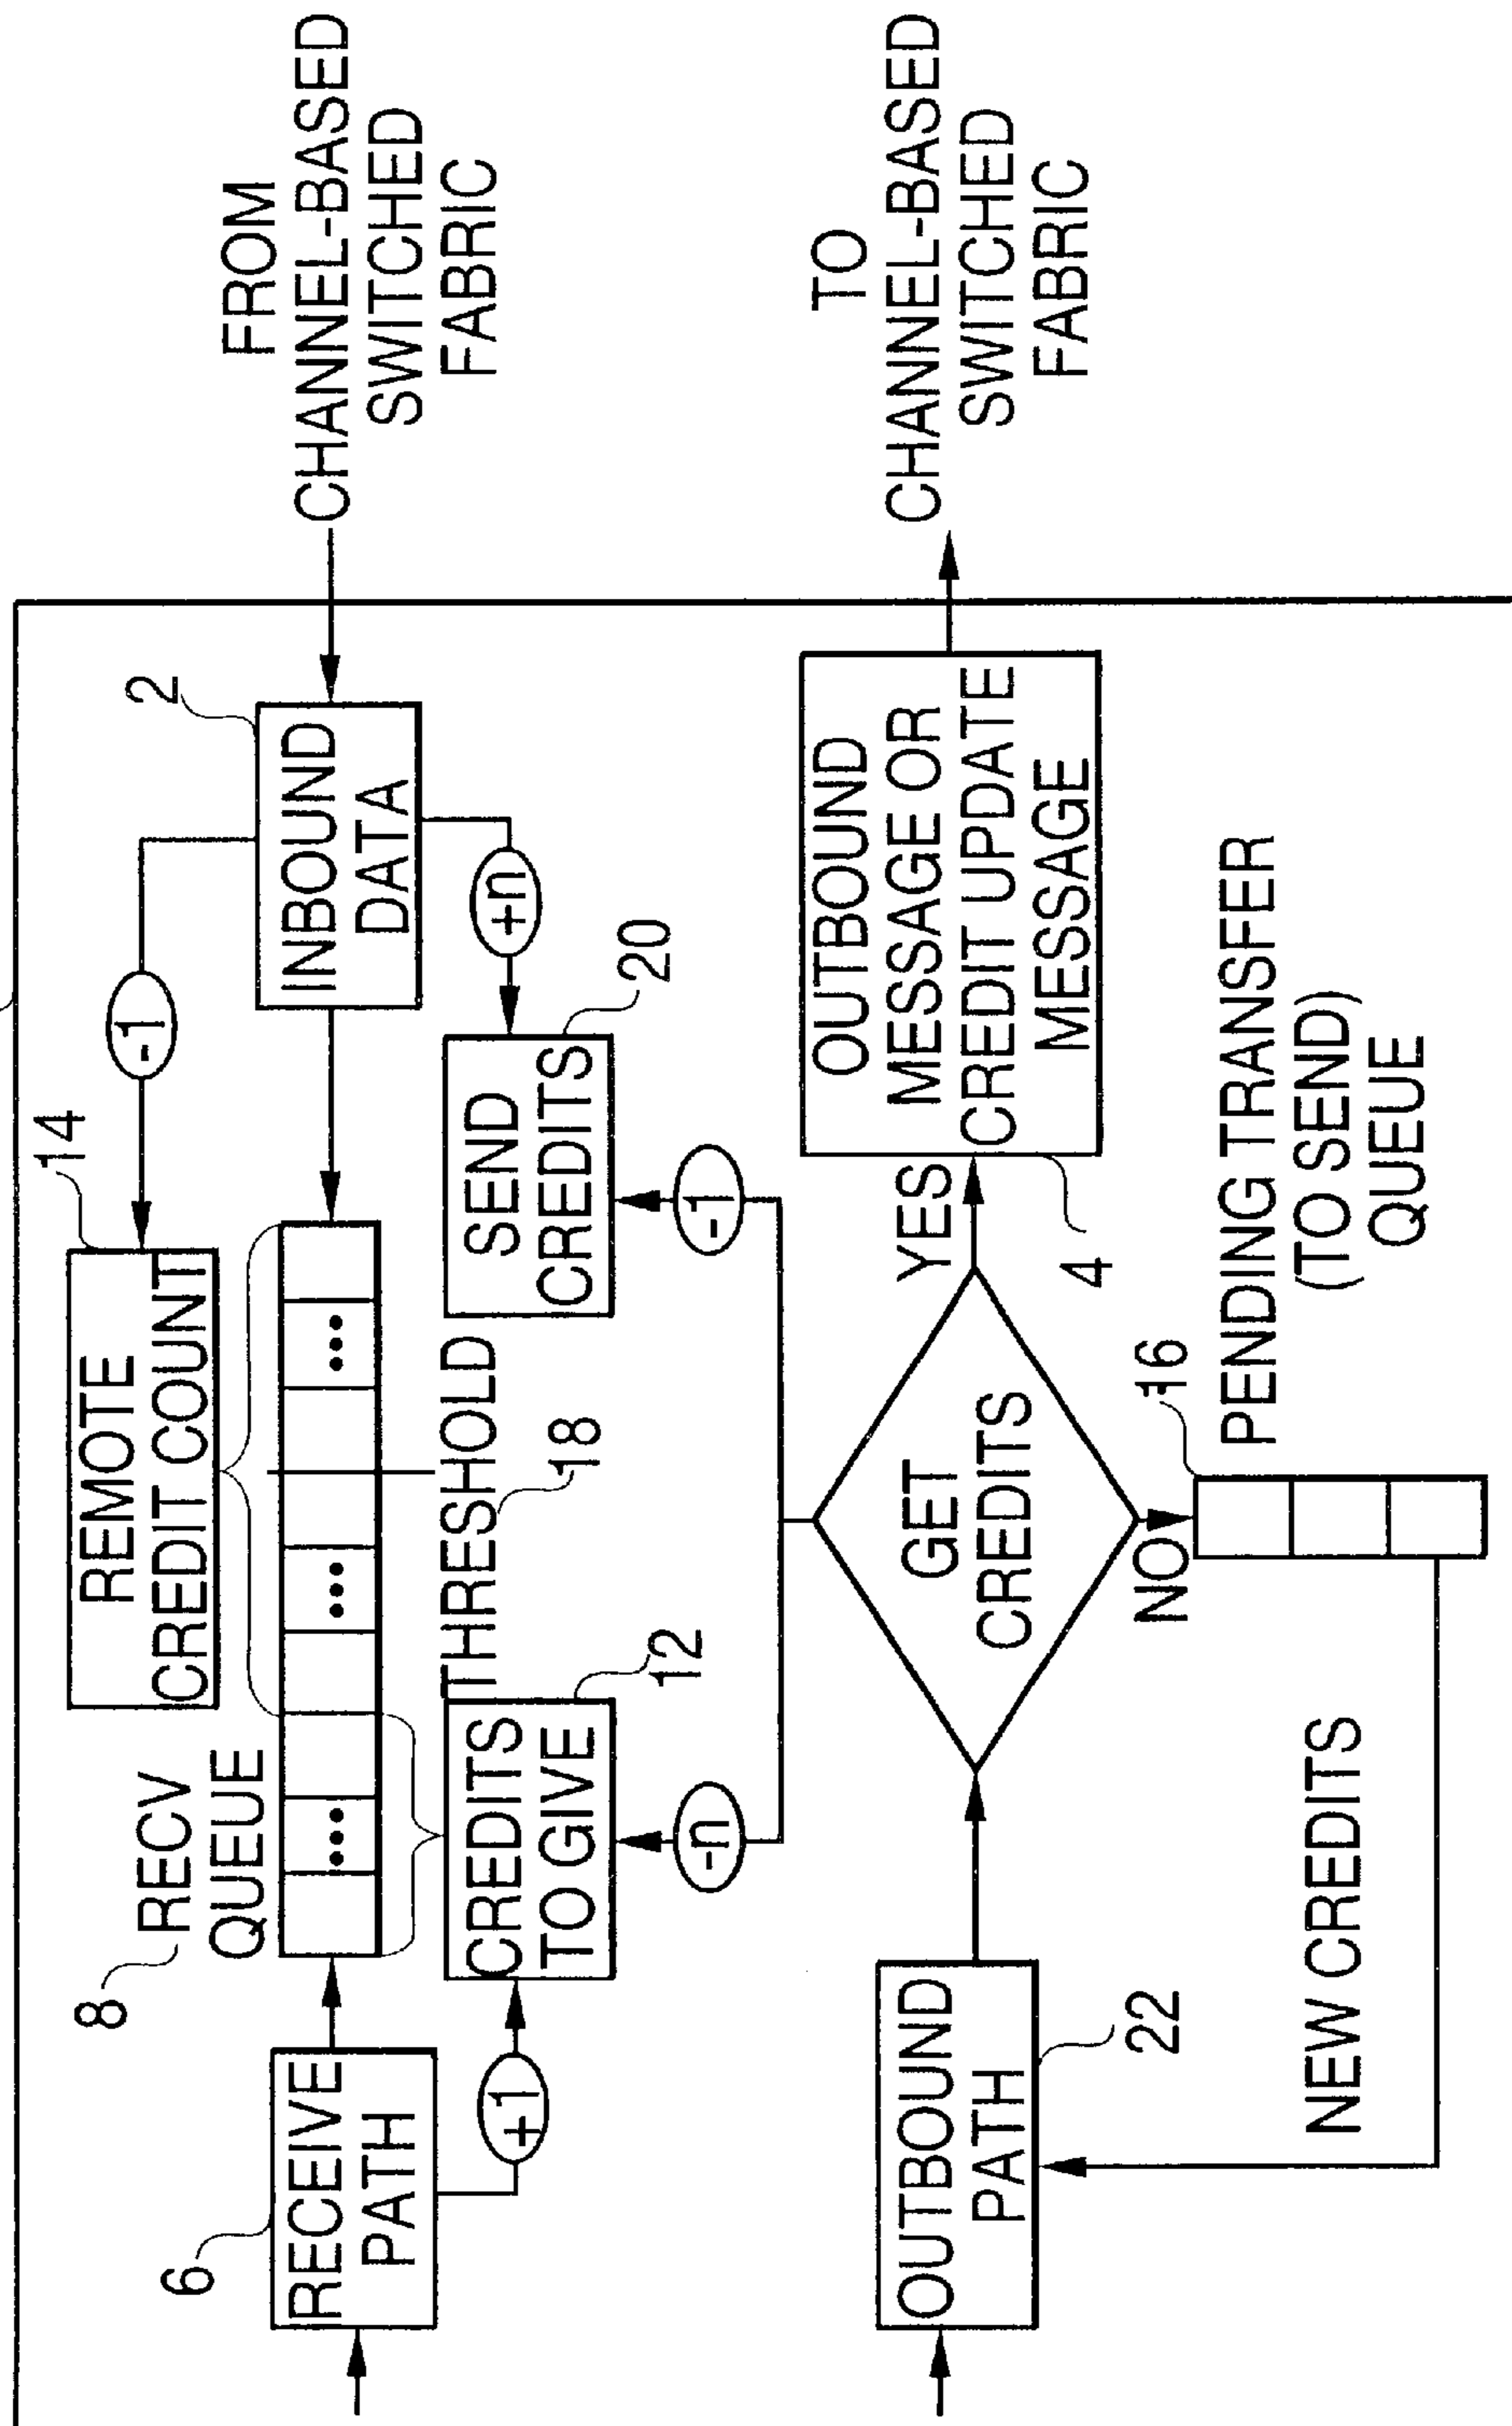 14
REMOTE
CREDIT COUNT
-1
2
INBOUND
DATA
FROM
CHANNEL-BASED
SWITCHED
FABRIC
8
RECV
QUEUE
...
...
...
6
RECEIVE
PATH
+1
CREDITS
TO GIVE
12
THRESHOLD
18
SEND
CREDITS
20
+n
-n
-1
OUTBOUND
PATH
22
GET
CREDITS
YES
NO
OUTBOUND
MESSAGE OR
CREDIT UPDATE
MESSAGE
4
TO
CHANNEL-BASED
SWITCHED
FABRIC
16
PENDING TRANSFER
(TO SEND)
QUEUE
NEW CREDITS